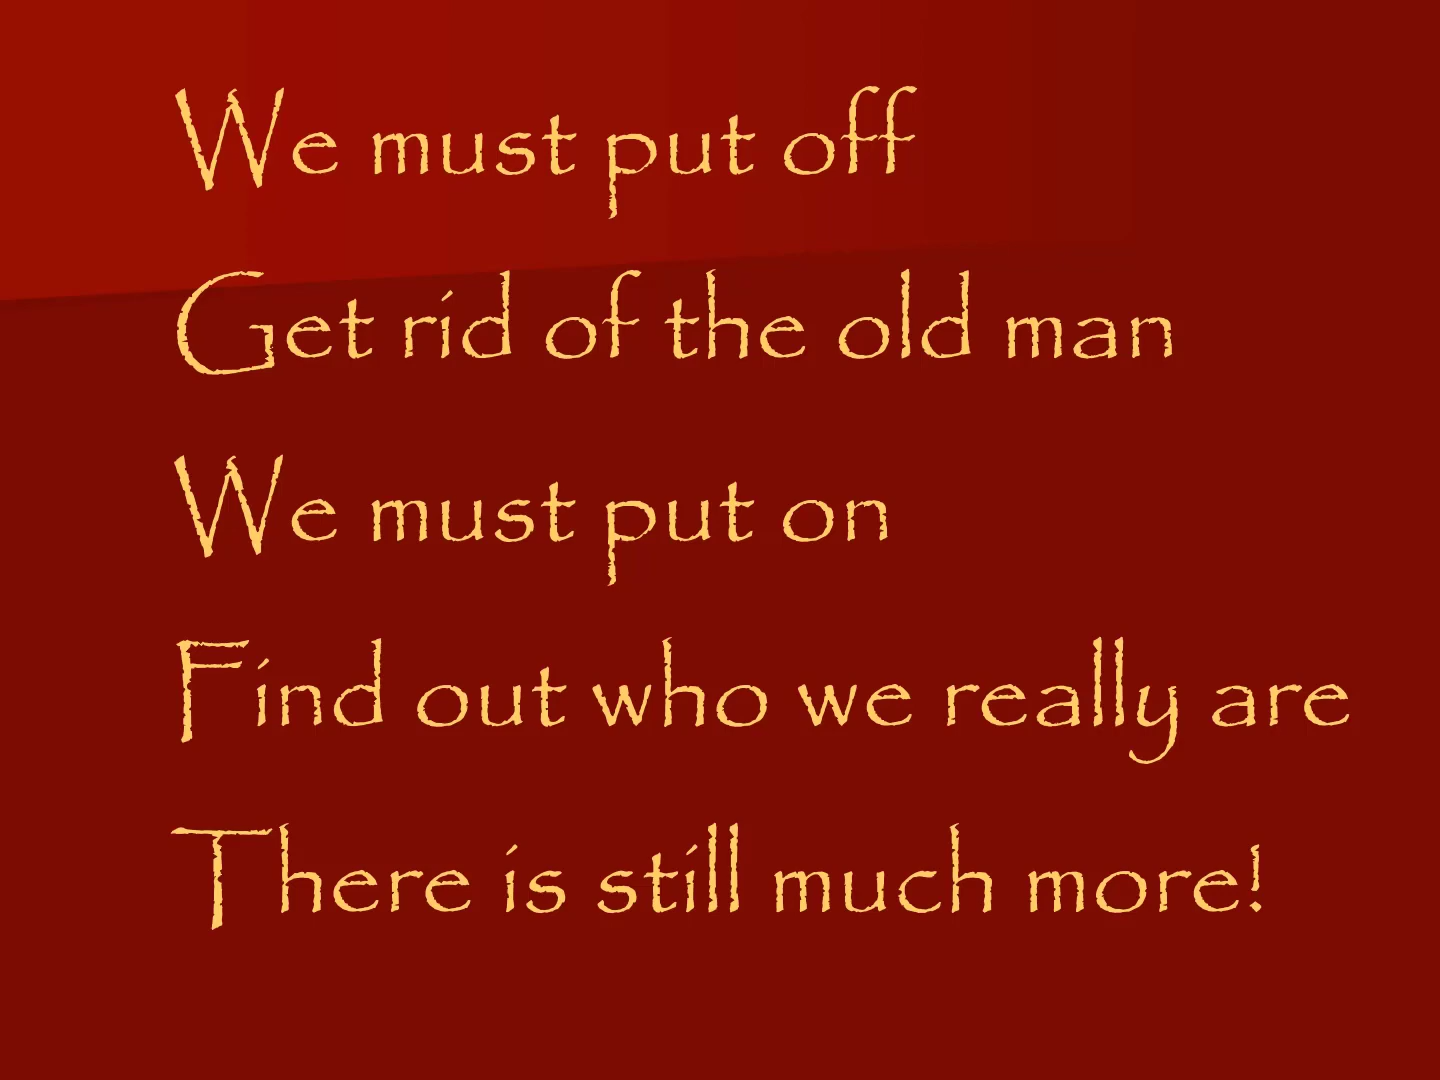 We must put off
Get rid of the old man
We must put on
Find out who we really are
There is still much more!